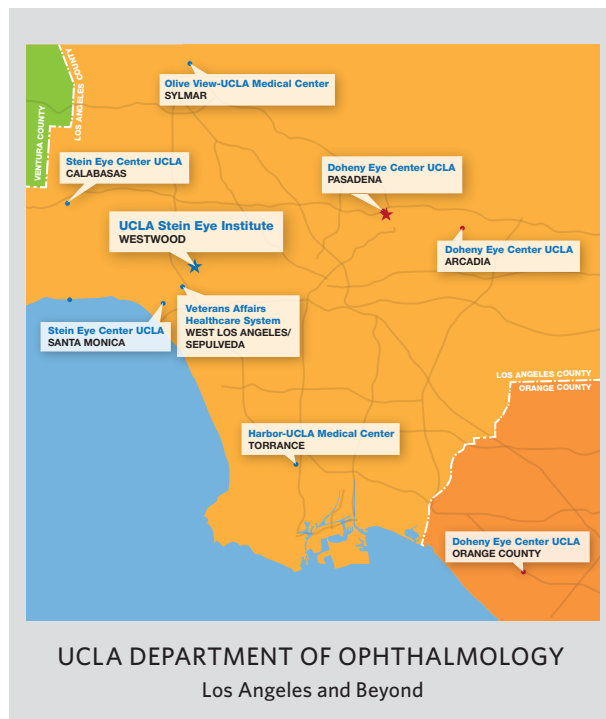 VENTURA COUNTY
LOS ANGELES COUNTY
Olive View-UCLA Medical Center
SYLMAR
Stein Eye Center UCLA
CALABASAS
Doheny Eye Center UCLA
PASADENA
UCLA Stein Eye Institute
WESTWOOD
Doheny Eye Center UCLA
ARCADIA
Stein Eye Center UCLA
SANTA MONICA
Veterans Affairs
Healthcare System
WEST LOS ANGELES/
SEPULVEDA
LOS ANGELES COUNTY
ORANGE COUNTY
Harbor-UCLA Medical Center
TORRANCE
Doheny Eye Center UCLA
ORANGE COUNTY
UCLA DEPARTMENT OF OPHTHALMOLOGY
Los Angeles and Beyond